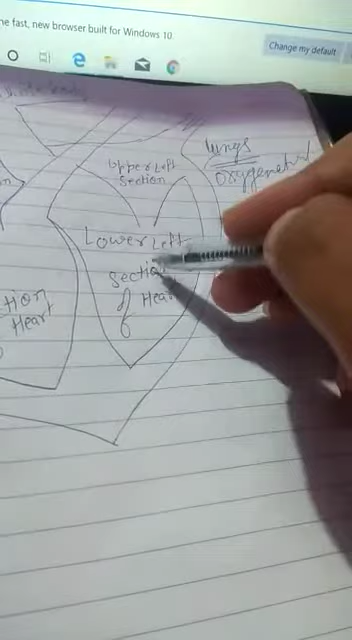 he fast, new browser built for Windows 10
Change my default
lungs
oxygenated
Upper Left
Section
Lower Left
Section
of Heart
tion
Heart